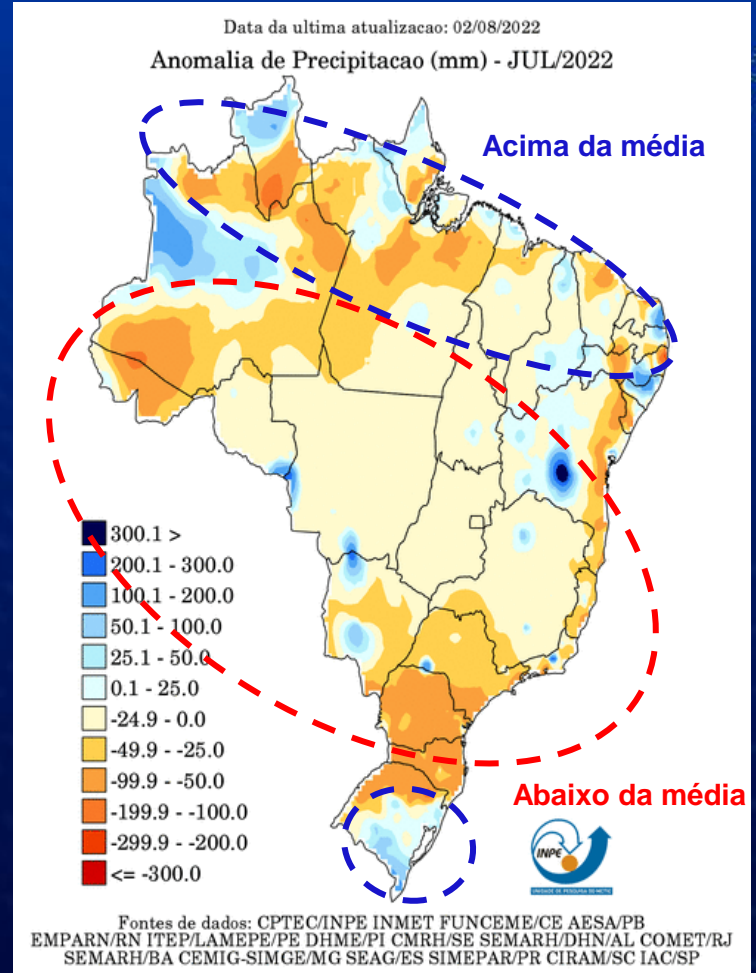 Data da ultima atualizacao: 02/08/2022
Anomalia de Precipitacao (mm) - JUL/2022
Acima da média
300.1 >
200.1 - 300.0
100.1 - 200.0
50.1 - 100.0
25.1 - 50.0
0.1 - 25.0
-24.9 - 0.0
-49.9 - -25.0
-99.9 - -50.0
-199.9 - -100.0
-299.9 - -200.0
<= -300.0
Abaixo da média
INPE
UNIDADE DE PESQUISA DO MCTIC
Fontes de dados: CPTEC/INPE INMET FUNCEME/CE AESA/PB
EMPARN/RN ITEP/LAMEPE/PE DHME/PI CMRH/SE SEMARH/DHN/AL COMET/RJ
SEMARH/BA CEMIG-SIMGE/MG SEAG/ES SIMEPAR/PR CIRAM/SC IAC/SP